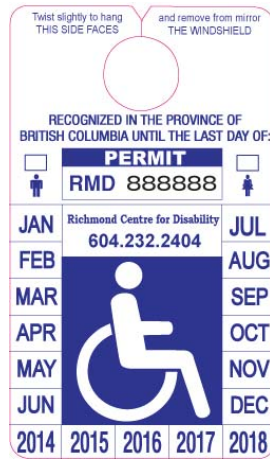 Twist slightly to hang and remove from mirror
THIS SIDE FACES THE WINDSHIELD
RECOGNIZED IN THE PROVINCE OF
BRITISH COLUMBIA UNTIL THE LAST DAY OF:
PERMIT
RMD 888888
Richmond Centre for Disability
604.232.2404
JAN
FEB
MAR
APR
MAY
JUN
JUL
AUG
SEP
OCT
NOV
DEC
2014 2015 2016 2017 2018